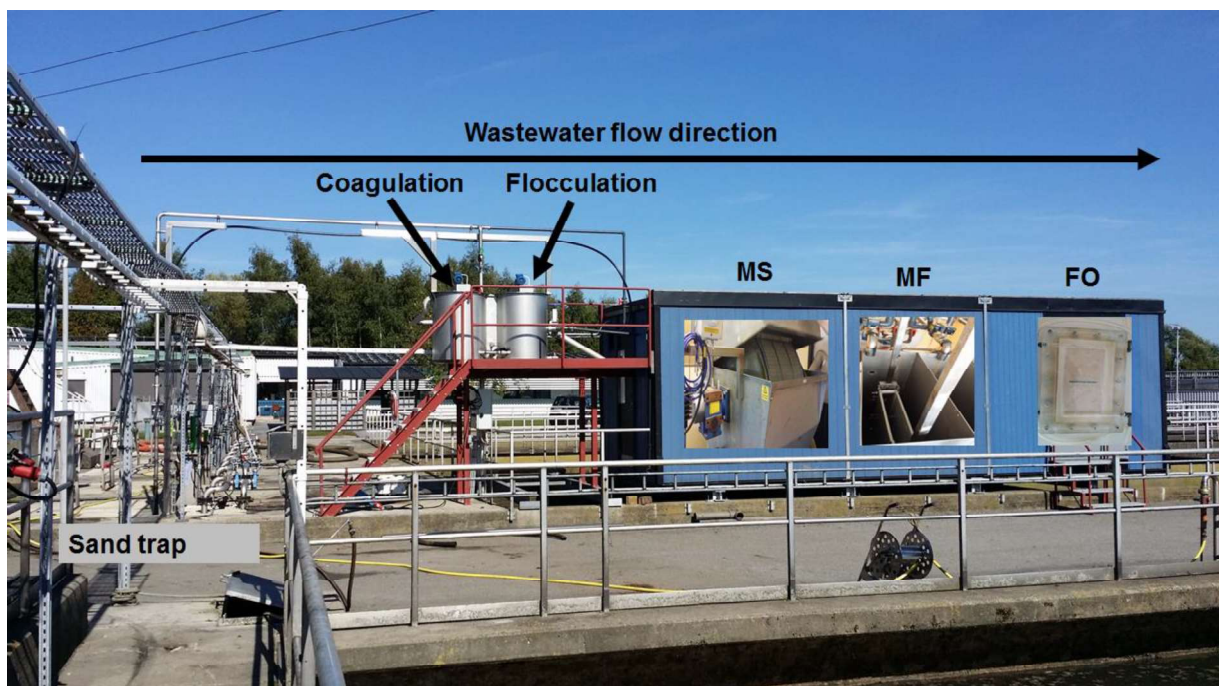 Wastewater flow direction
Coagulation
Flocculation
MS
MF
FO
Sand trap